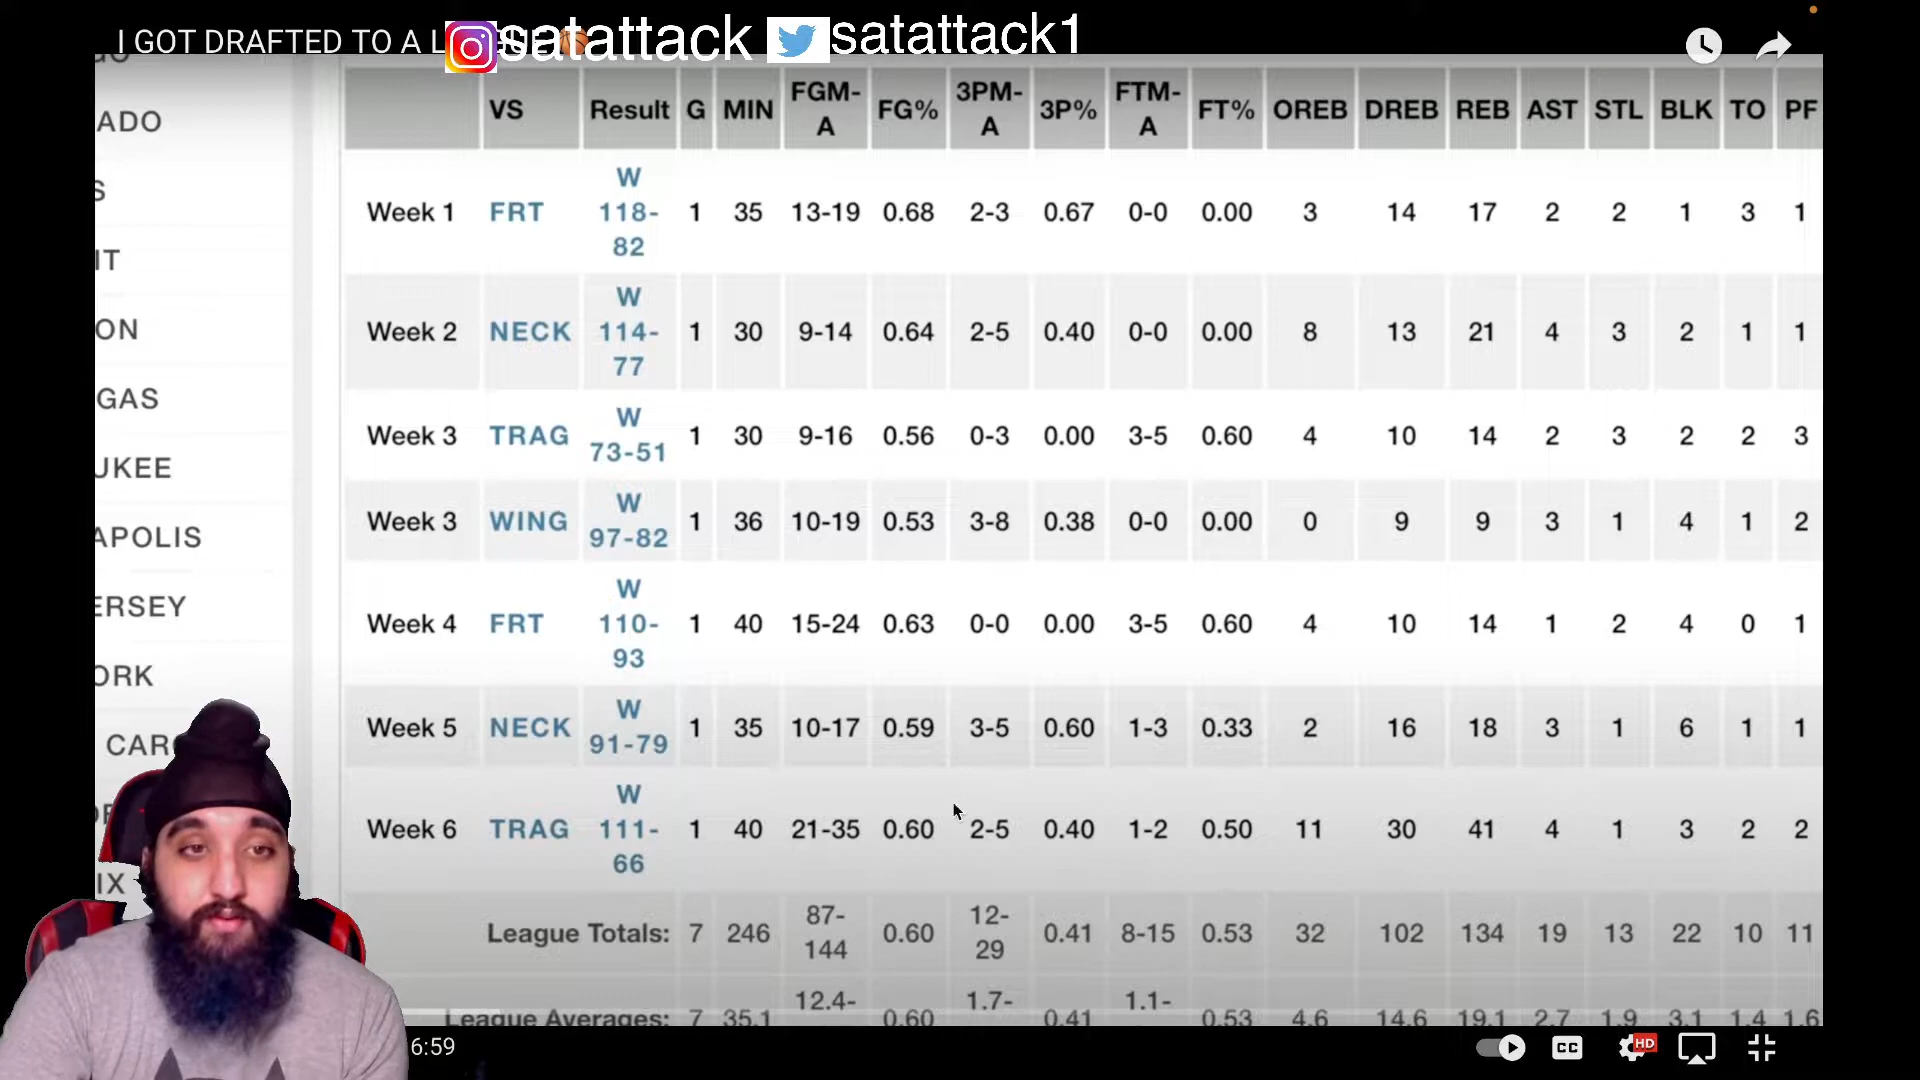 I GOT DRAFTED TO A L
satattack satattack1
VS Result G MIN FGM-A FG% 3PM-A 3P% FTM-A FT% OREB DREB REB AST STL BLK TO PF
Week 1 FRT W 118-82 1 35 13-19 0.68 2-3 0.67 0-0 0.00 3 14 17 2 2 1 3 1
Week 2 NECK W 114-77 1 30 9-14 0.64 2-5 0.40 0-0 0.00 8 13 21 4 3 2 1 1
Week 3 TRAG W 73-51 1 30 9-16 0.56 0-3 0.00 3-5 0.60 4 10 14 2 3 2 2 3
Week 3 WING W 97-82 1 36 10-19 0.53 3-8 0.38 0-0 0.00 0 9 9 3 1 4 1 2
Week 4 FRT W 110-93 1 40 15-24 0.63 0-0 0.00 3-5 0.60 4 10 14 1 2 4 0 1
Week 5 NECK W 91-79 1 35 10-17 0.59 3-5 0.60 1-3 0.33 2 16 18 3 1 6 1 1
Week 6 TRAG W 111-66 1 40 21-35 0.60 2-5 0.40 1-2 0.50 11 30 41 4 1 3 2 2
League Totals: 7 246 87-144 0.60 12-29 0.41 8-15 0.53 32 102 134 19 13 22 10 11
League Averages: 7 35.1 12.4- 0.60 1.7- 0.41 1.1- 0.53 4.6 14.6 19.1 2.7 1.9 3.1 1.4 1.6
ADO
S
IT
ON
GAS
UKEE
APOLIS
ERSEY
ORK
CAR
IX
6:59
CC
HD